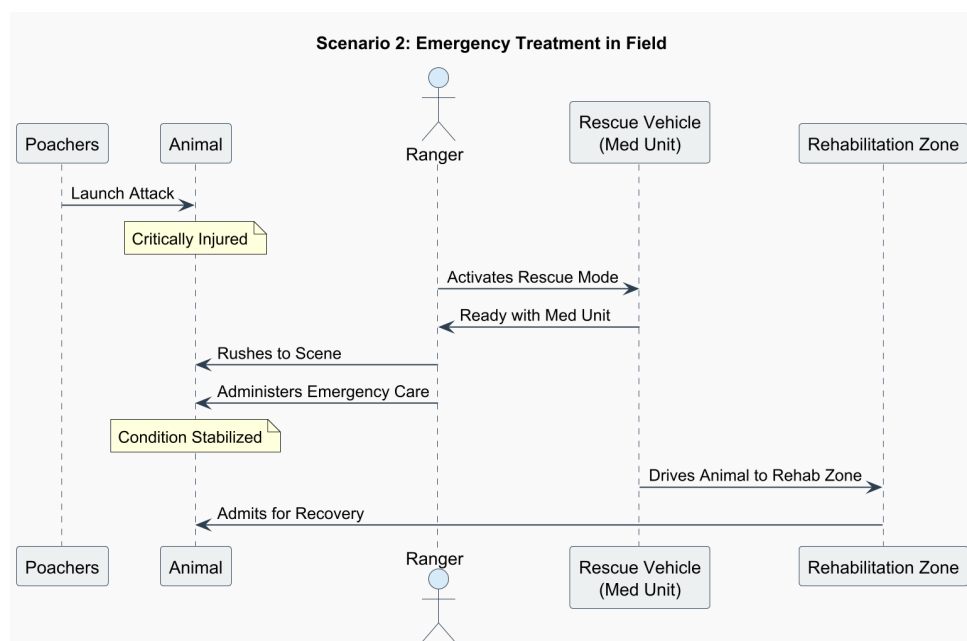 Scenario 2: Emergency Treatment in Field
Poachers
Animal
Ranger
Rescue Vehicle
(Med Unit)
Rehabilitation Zone
Launch Attack
Critically Injured
Activates Rescue Mode
Ready with Med Unit
Rushes to Scene
Administers Emergency Care
Condition Stabilized
Drives Animal to Rehab Zone
Admits for Recovery
Poachers
Animal
Ranger
Rescue Vehicle
(Med Unit)
Rehabilitation Zone